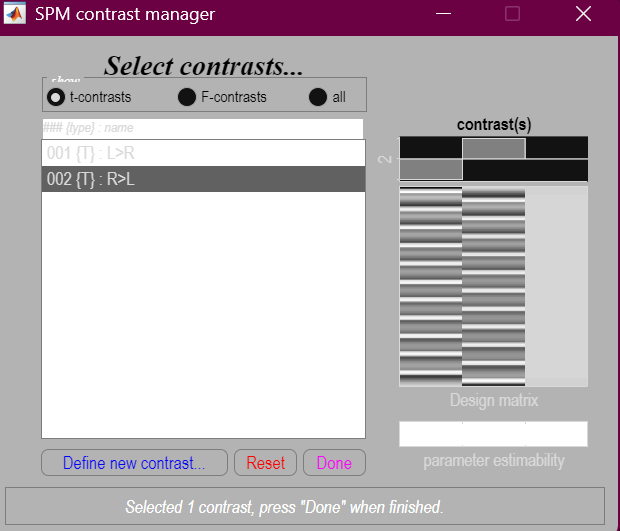 SPM contrast manager
Select contrasts...
show
t-contrasts
F-contrasts
all
### {type} : name
001 {T} : L>R
002 {T} : R>L
contrast(s)
2
Design matrix
parameter estimability
Define new contrast...
Reset
Done
Selected 1 contrast, press "Done" when finished.